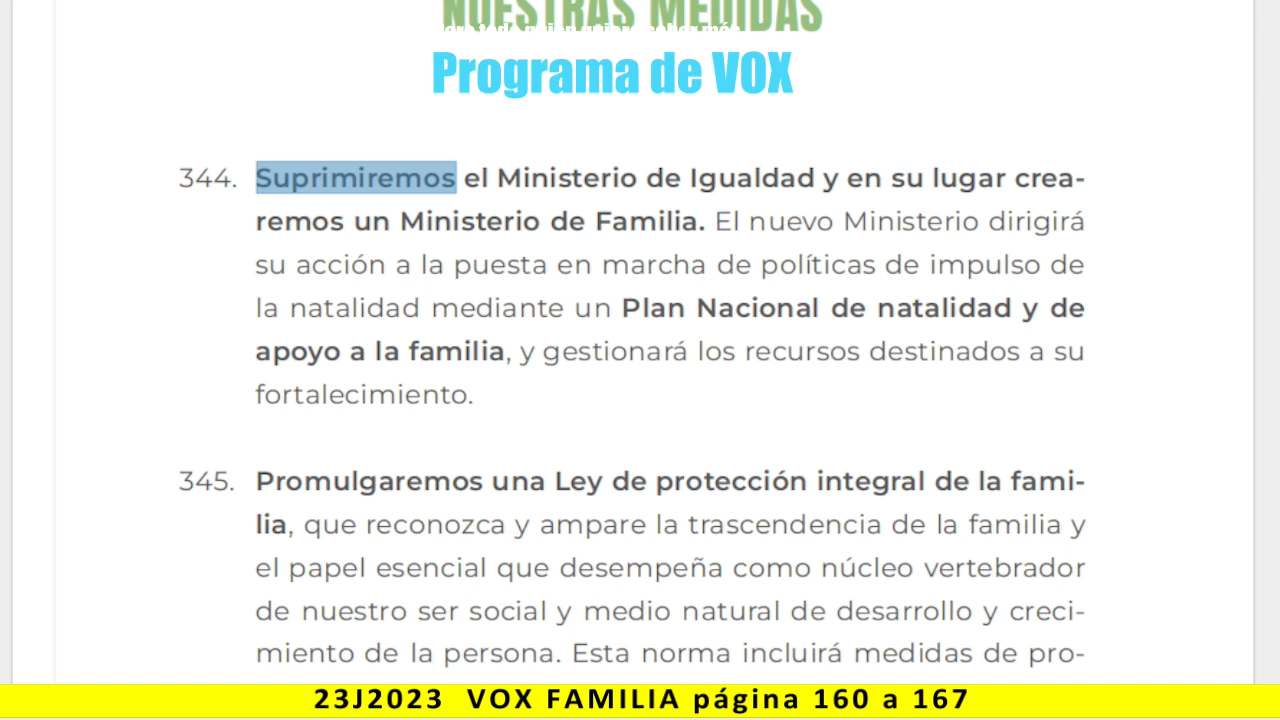 NUESTRAS MEDIDAS
Programa de VOX
344. Suprimiremos el Ministerio de Igualdad y en su lugar crea-
remos un Ministerio de Familia. El nuevo Ministerio dirigirá
su acción a la puesta en marcha de políticas de impulso de
la natalidad mediante un Plan Nacional de natalidad y de
apoyo a la familia, y gestionará los recursos destinados a su
fortalecimiento.
345. Promulgaremos una Ley de protección integral de la fami-
lia, que reconozca y ampare la trascendencia de la familia y
el papel esencial que desempeña como núcleo vertebrador
de nuestro ser social y medio natural de desarrollo y creci-
miento de la persona. Esta norma incluirá medidas de pro-
23J2023 VOX FAMILIA página 160 a 167